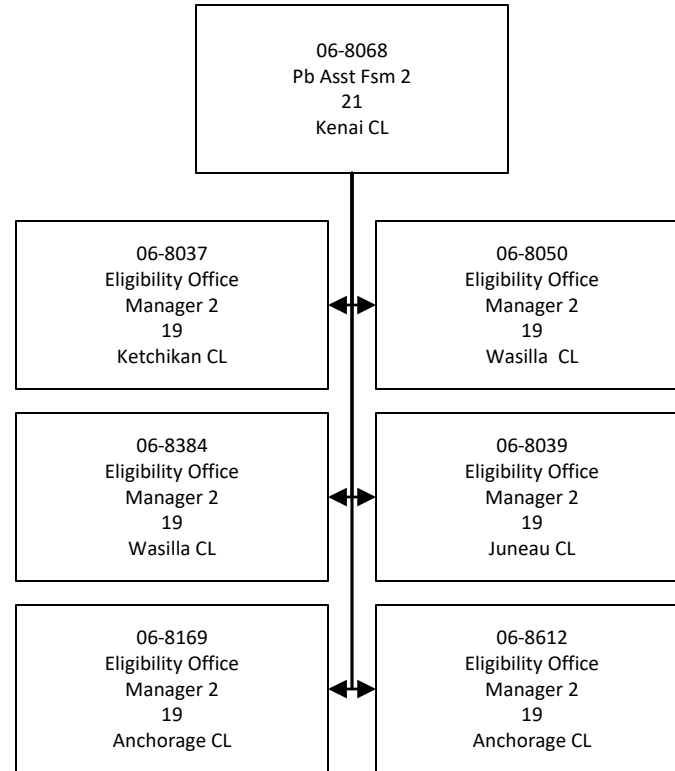 06-8068
Pb Asst Fsm 2
21
Kenai CL
06-8037
Eligibility Office
Manager 2
19
Ketchikan CL
06-8050
Eligibility Office
Manager 2
19
Wasilla  CL
06-8384
Eligibility Office
Manager 2
19
Wasilla CL
06-8039
Eligibility Office
Manager 2
19
Juneau CL
06-8169
Eligibility Office
Manager 2
19
Anchorage CL
06-8612
Eligibility Office
Manager 2
19
Anchorage CL